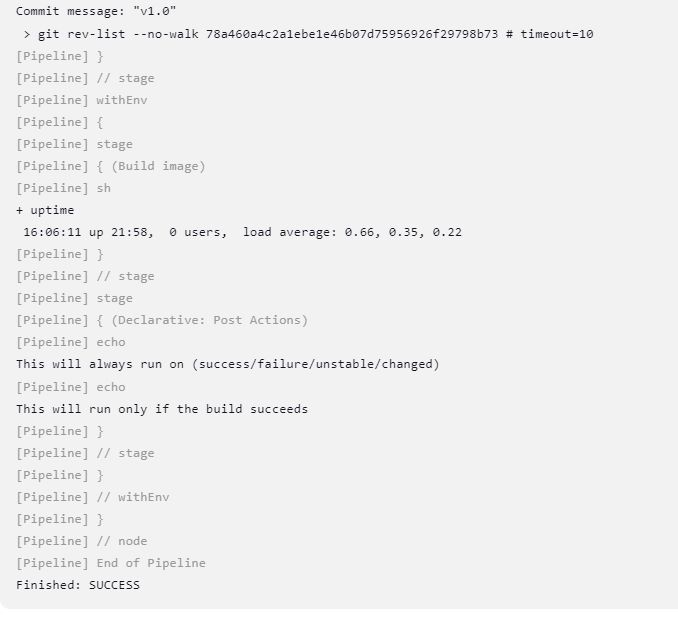 Commit message: "v1.0"
 > git rev-list --no-walk 78a460a4c2a1ebe1e46b07d75956926f29798b73 # timeout=10
[Pipeline] }
[Pipeline] // stage
[Pipeline] withEnv
[Pipeline] {
[Pipeline] stage
[Pipeline] { (Build image)
[Pipeline] sh
+ uptime
 16:06:11 up 21:58,  0 users,  load average: 0.66, 0.35, 0.22
[Pipeline] }
[Pipeline] // stage
[Pipeline] stage
[Pipeline] { (Declarative: Post Actions)
[Pipeline] echo
This will always run on (success/failure/unstable/changed)
[Pipeline] echo
This will run only if the build succeeds
[Pipeline] }
[Pipeline] // stage
[Pipeline] }
[Pipeline] // withEnv
[Pipeline] }
[Pipeline] // node
[Pipeline] End of Pipeline
Finished: SUCCESS